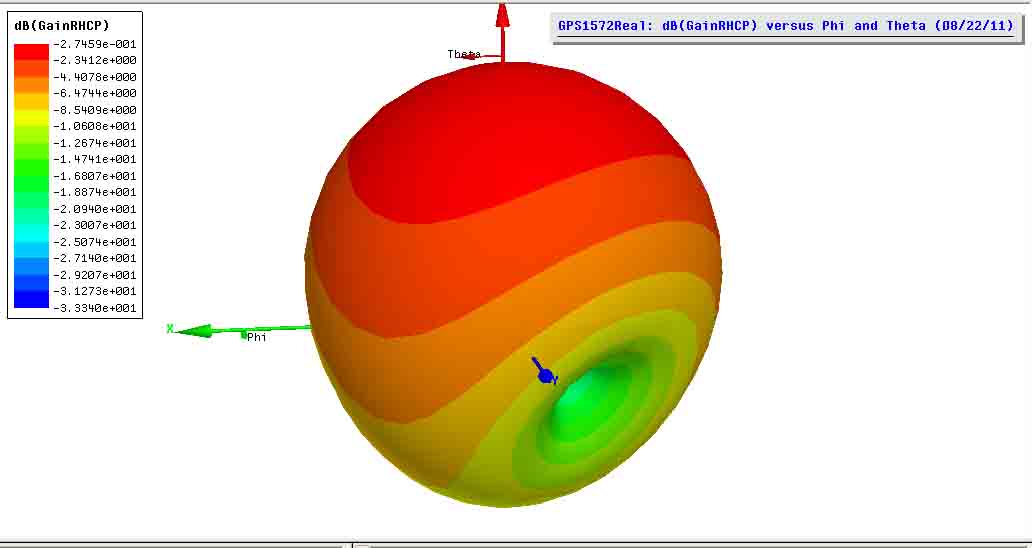 dB(GainRHCP)
-2.7459e-001
-2.3412e+000
-4.4078e+000
-6.4744e+000
-8.5409e+000
-1.0608e+001
-1.2674e+001
-1.4741e+001
-1.6807e+001
-1.8874e+001
-2.0940e+001
-2.3007e+001
-2.5074e+001
-2.7140e+001
-2.9207e+001
-3.1273e+001
-3.3340e+001
GPS1572Real: dB(GainRHCP) versus Phi and Theta (08/22/11)
Theta
X
Phi
Y